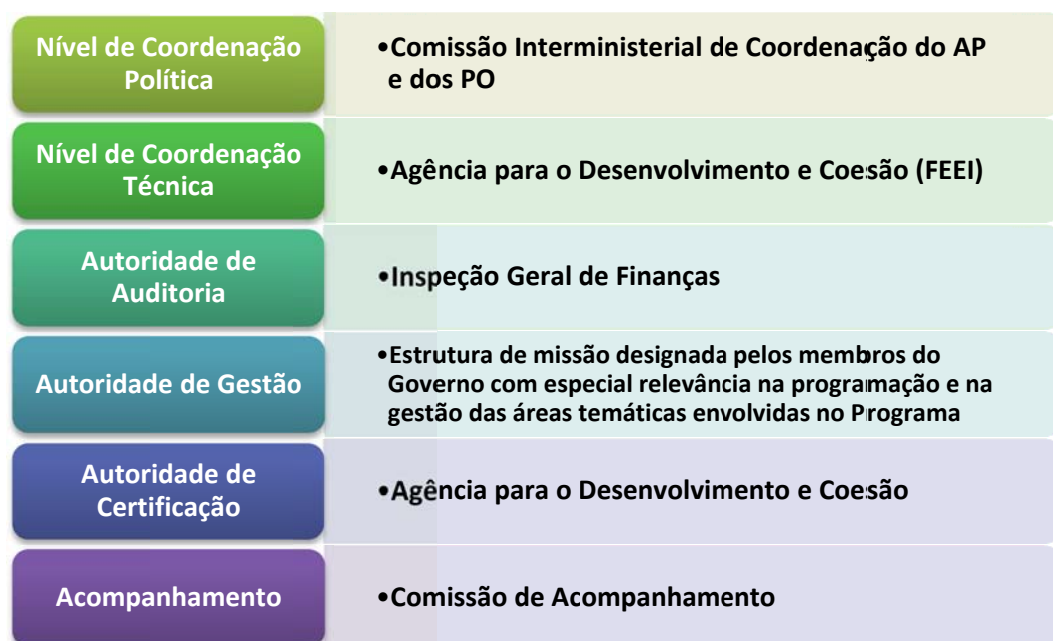 Nível de Coordenação
Política
•Comissão Interministerial de Coordenação do AP
e dos PO
Nível de Coordenação
Técnica
•Agência para o Desenvolvimento e Coesão (FEEI)
Autoridade de
Auditoria
•Inspeção Geral de Finanças
Autoridade de Gestão
•Estrutura de missão designada pelos membros do
Governo com especial relevância na programação e na
gestão das áreas temáticas envolvidas no Programa
Autoridade de
Certificação
•Agência para o Desenvolvimento e Coesão
Acompanhamento
•Comissão de Acompanhamento